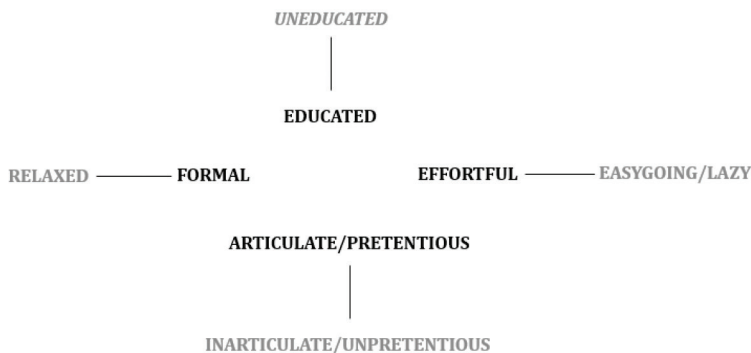 UNEDUCATED
EDUCATED
RELAXED FORMAL EFFORTFUL EASYGOING/LAZY
ARTICULATE/PRETENTIOUS
INARTICULATE/UNPRETENTIOUS